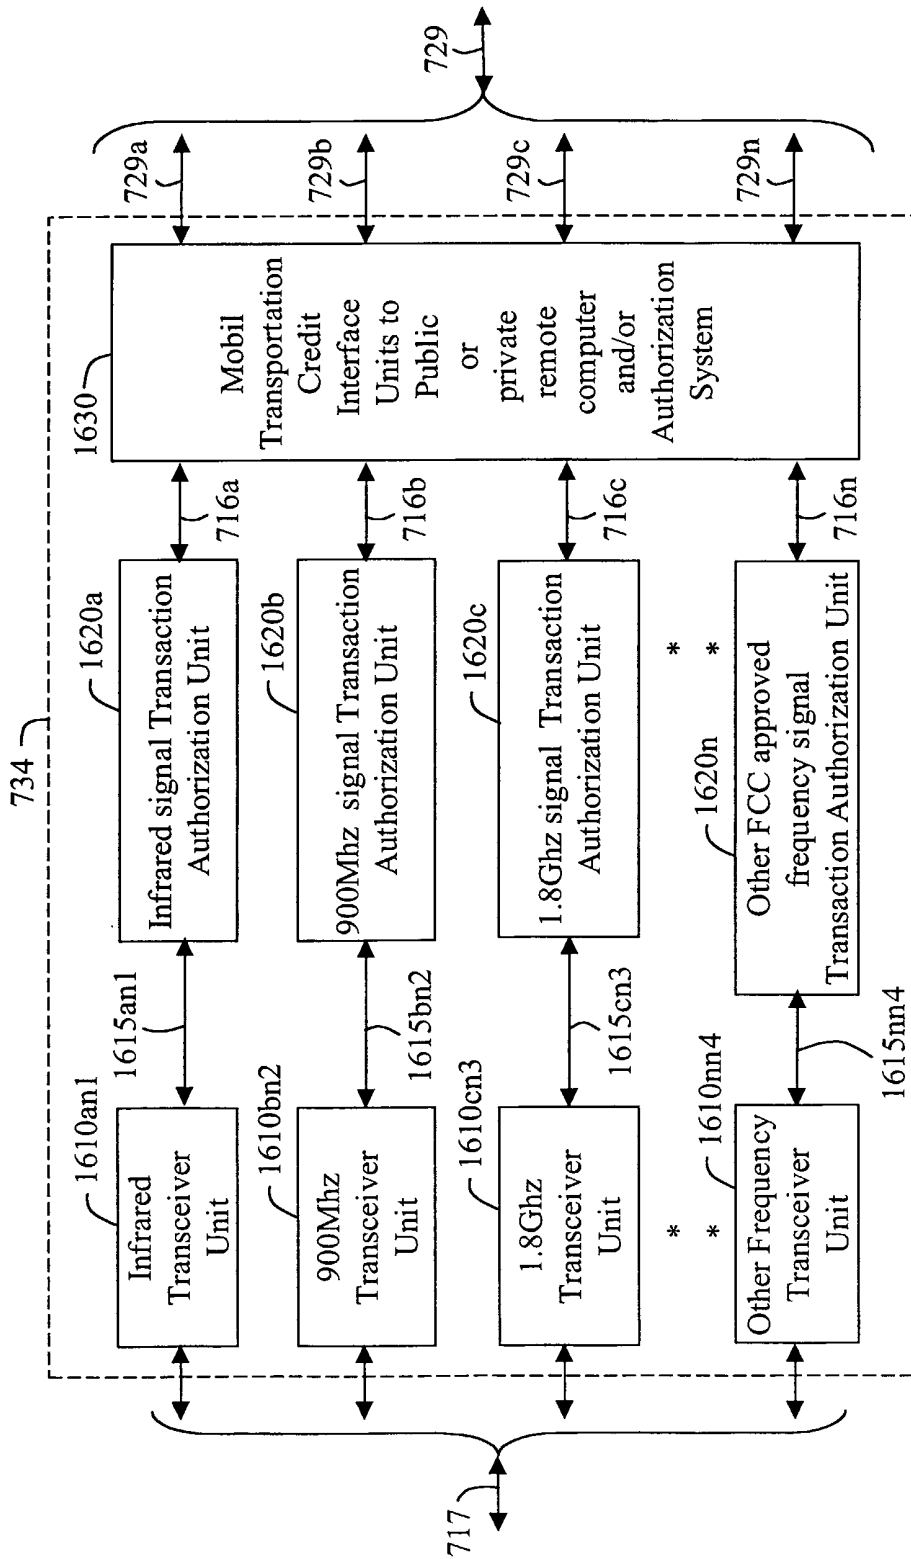 734
1610an1
Infrared
Transceiver
Unit
1615an1
1620a
Infrared signal Transaction
Authorization Unit
716a
729a
1610bn2
900Mhz
Transceiver
Unit
1615bn2
1620b
900Mhz signal Transaction
Authorization Unit
716b
729b
1610cn3
1.8Ghz
Transceiver
Unit
1615cn3
1620c
1.8Ghz signal Transaction
Authorization Unit
716c
729c
* *
* *
1610nn4
Other Frequency
Transceiver
Unit
1615nn4
1620n
Other FCC approved
frequency signal
Transaction Authorization Unit
716n
729n
1630
Mobil
Transportation
Credit
Interface
Units to
Public
or
private
remote
computer
and/or
Authorization
System
717
729